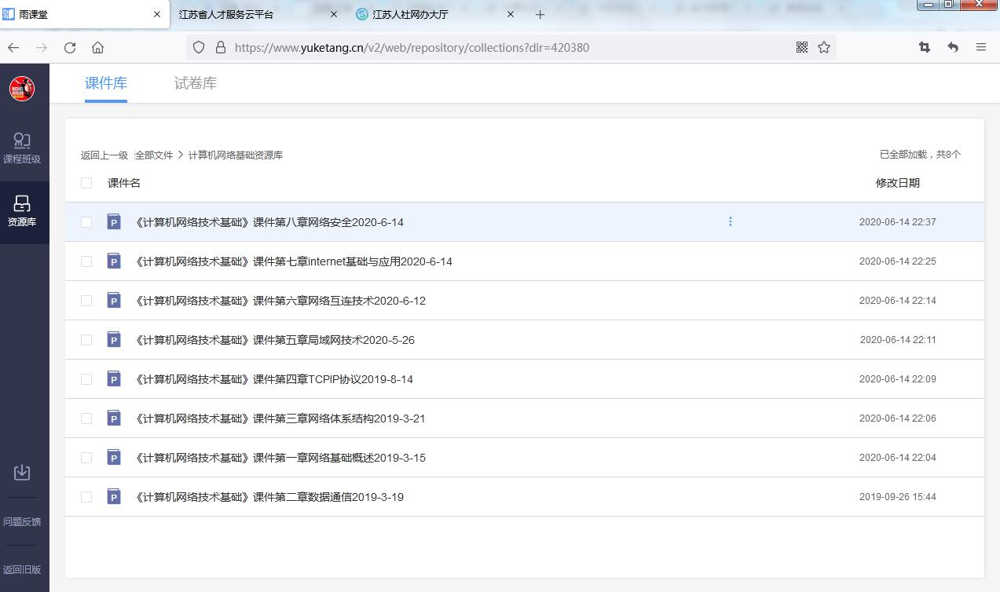 雨课堂
江苏省人才服务云平台
江苏人社网办大厅
https://www.yuketang.cn/v2/web/repository/collections?dir=420380
课件库 试卷库
课程班级
资源库
问题反馈
返回旧版
返回上一级 全部文件 > 计算机网络基础资源库 已全部加载，共8个
课件名 修改日期
《计算机网络技术基础》课件第八章网络安全2020-6-14 2020-06-14 22:37
《计算机网络技术基础》课件第七章internet基础与应用2020-6-14 2020-06-14 22:25
《计算机网络技术基础》课件第六章网络互连技术2020-6-12 2020-06-14 22:14
《计算机网络技术基础》课件第五章局域网技术2020-5-26 2020-06-14 22:11
《计算机网络技术基础》课件第四章TCPIP协议2019-8-14 2020-06-14 22:09
《计算机网络技术基础》课件第三章网络体系结构2019-3-21 2020-06-14 22:06
《计算机网络技术基础》课件第一章网络基础概述2019-3-15 2020-06-14 22:04
《计算机网络技术基础》课件第二章数据通信2019-3-19 2019-09-26 15:44